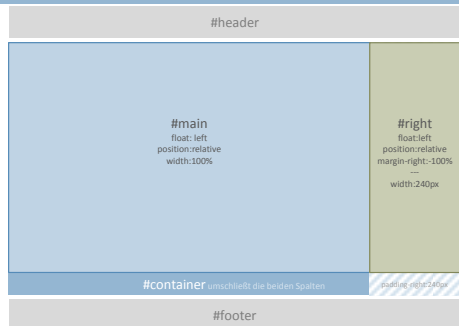 #header
#main
float: left
position:relative
width:100%
#right
float:left
position:relative
margin-right:-100%
---
width:240px
#container umschließt die beiden Spalten
padding-right:240px
#footer